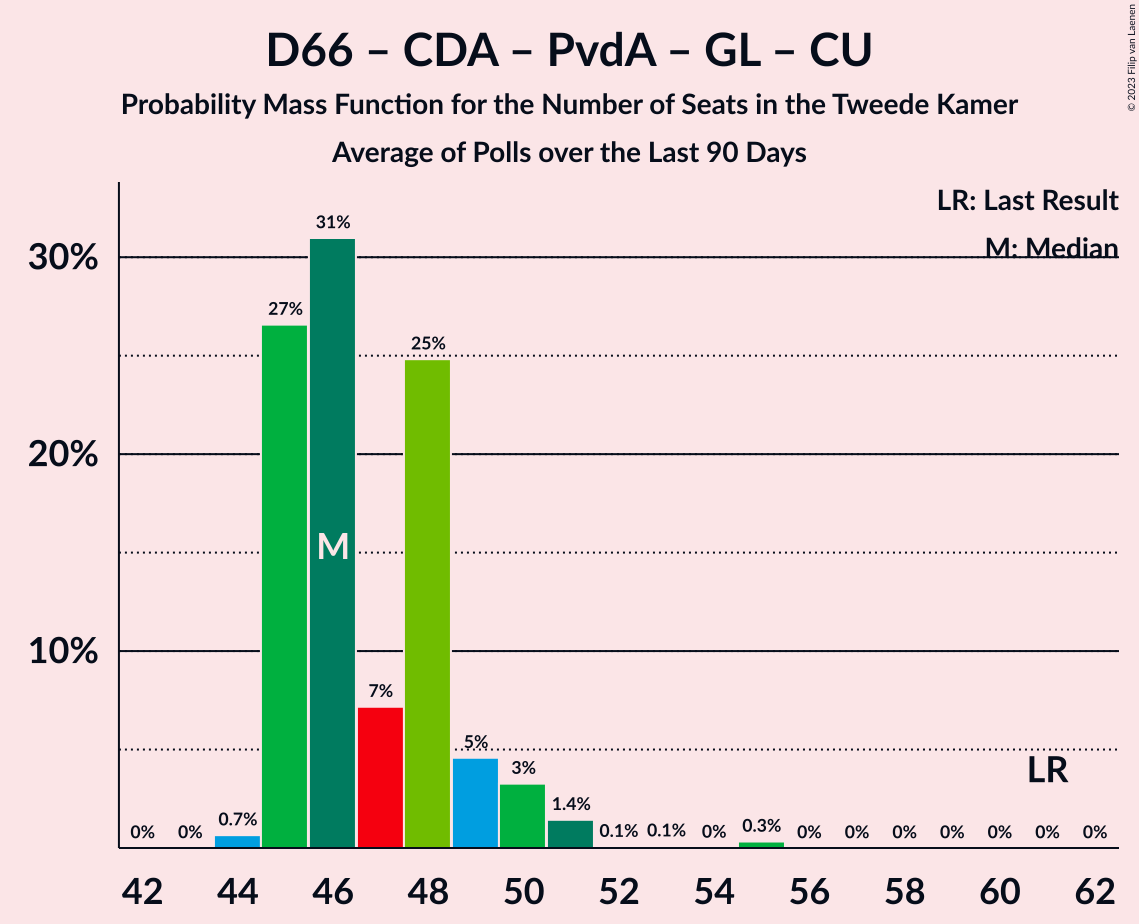 D66 – CDA – PvdA – GL – CU
Probability Mass Function for the Number of Seats in the Tweede Kamer
Average of Polls over the Last 90 Days
© 2023 Filip van Laenen
LR: Last Result
M: Median
30%
20%
10%
0% 0% 0.7% 27% 31% 7% 25% 5% 3% 1.4% 0.1% 0.1% 0% 0.3% 0% 0% 0% 0% 0% 0% 0%
M
LR
42 44 46 48 50 52 54 56 58 60 62